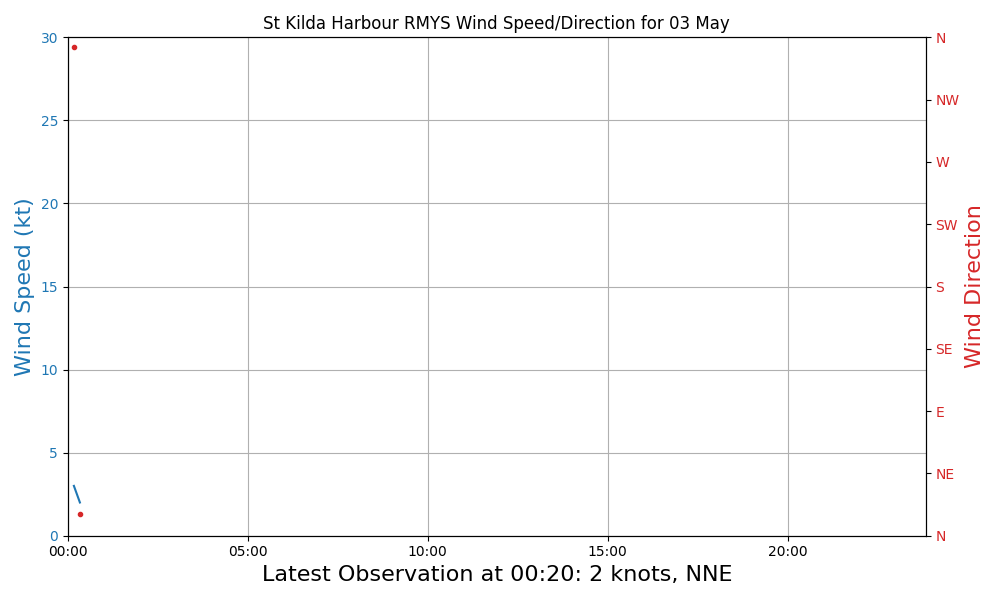 St Kilda Harbour RMYS Wind Speed/Direction for 03 May
Wind Speed (kt)
30
25
20
15
10
5
0
N
NW
W
SW
S
SE
E
NE
N
Wind Direction
00:00 05:00 10:00 15:00 20:00
Latest Observation at 00:20: 2 knots, NNE